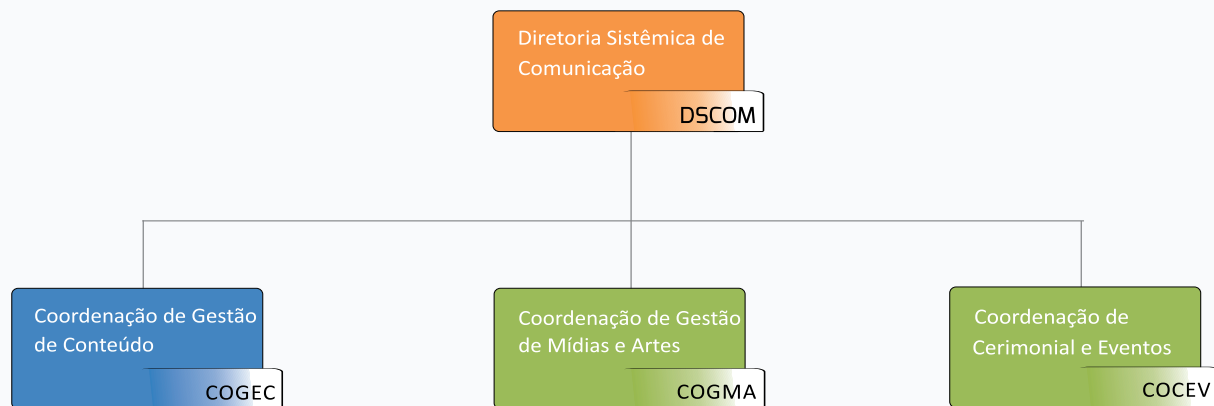 Diretoria Sistêmica de
Comunicação
DSCOM
Coordenação de Gestão
de Conteúdo
COGEC
Coordenação de Gestão
de Mídias e Artes
COGMA
Coordenação de
Cerimonial e Eventos
COCEV